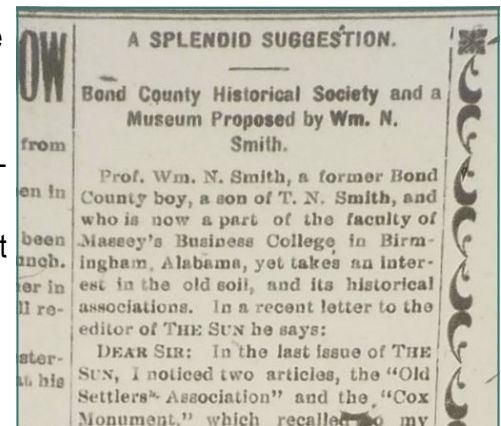 A SPLENDID SUGGESTION.
Bond County Historical Society and a
Museum Proposed by Wm. N.
Smith.
Prof. Wm. N. Smith, a former Bond
County boy, a son of T. N. Smith, and
who is now a part of the faculty of
Massey's Business College in Birm-
ingham, Alabama, yet takes an inter-
est in the old soil, and its historical
associations. In a recent letter to the
editor of THE SUN he says:
DEAR SIR: In the last issue of THE
SUN, I noticed two articles, the "Old
Settlers' Association" and the "Cox
Monument," which recalled to my
OW
from
en in
been
unch.
er in
ll re-
ster-
at his